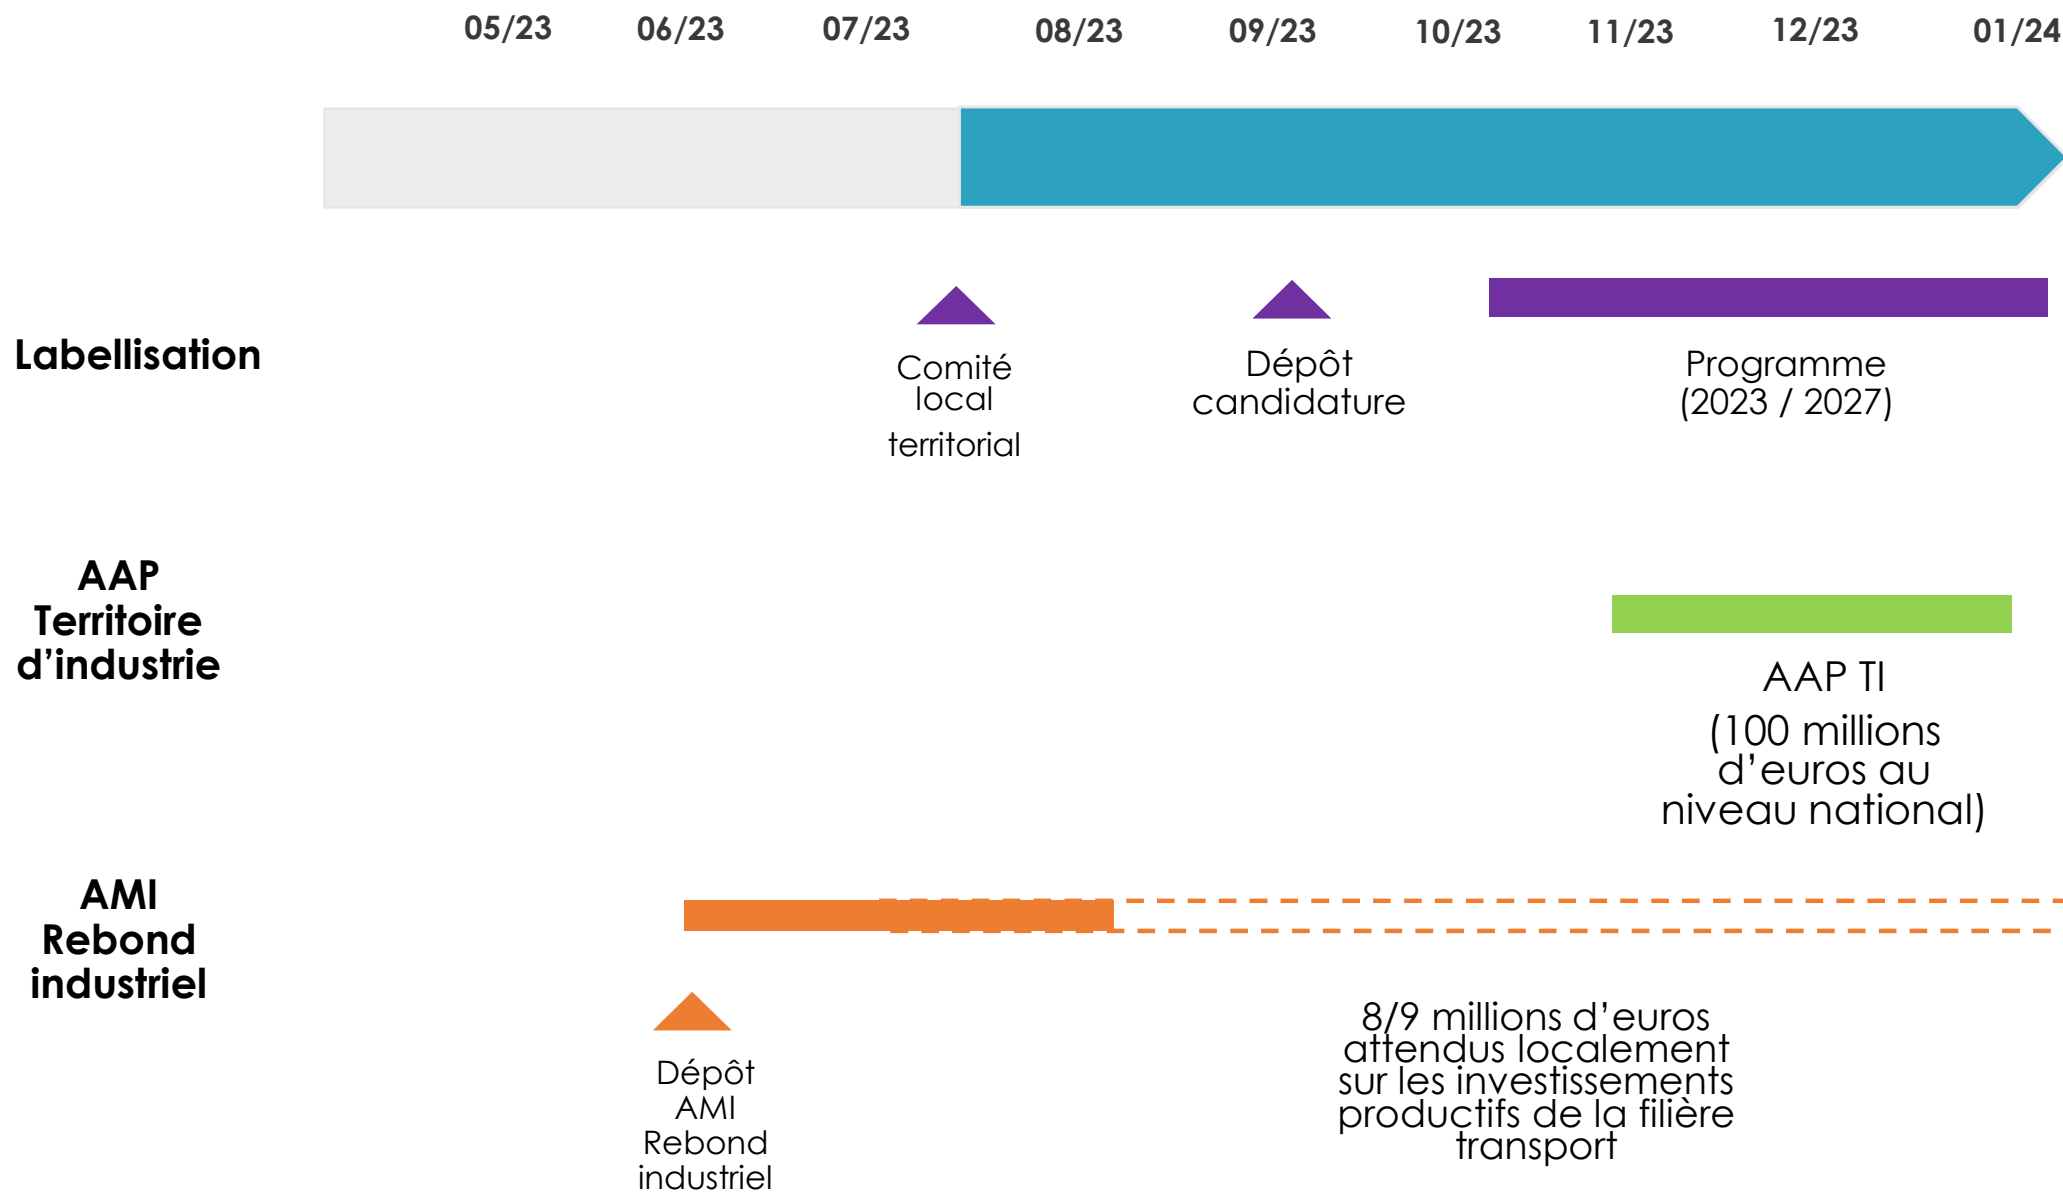 05/23 06/23 07/23 08/23 09/23 10/23 11/23 12/23 01/24
Labellisation
Comité
local
territorial
Dépôt
candidature
Programme
(2023 / 2027)
AAP
Territoire
d’industrie
AAP TI
(100 millions
d’euros au
niveau national)
AMI
Rebond
industriel
Dépôt
AMI
Rebond
industriel
8/9 millions d’euros
attendus localement
sur les investissements
productifs de la filière
transport